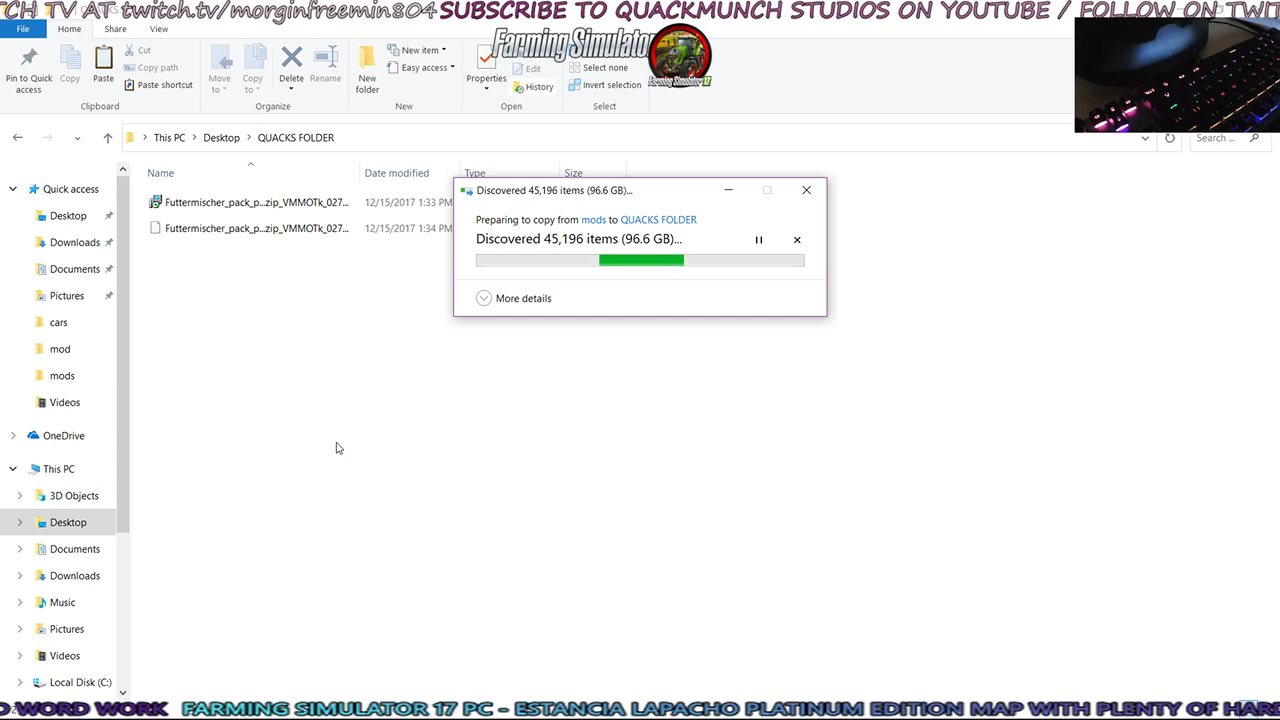 TCH TV AT twitch.tv/morginfreemin804 SUBSCRIBE TO QUACKMUNCH STUDIOS ON YOUTUBE / FOLLOW ON TWIT
File Home Share View
Pin to Quick access
Copy
Paste
Cut
Copy path
Paste shortcut
Clipboard
Move to
Copy to
Delete
Rename
Organize
New folder
New item
Easy access
New
Properties
Edit
History
Open
Select none
Invert selection
Select
Farming Simulator
Farming Simulator 17
This PC Desktop QUACKS FOLDER
Search ...
Name Date modified Type Size
Futtermischer_pack_p...zip_VMMOTk_027... 12/15/2017 1:33 PM
Futtermischer_pack_p...zip_VMMOTk_027... 12/15/2017 1:34 PM
Discovered 45,196 items (96.6 GB)...
Preparing to copy from mods to QUACKS FOLDER
Discovered 45,196 items (96.6 GB)...
More details
Quick access
Desktop
Downloads
Documents
Pictures
cars
mod
mods
Videos
OneDrive
This PC
3D Objects
Desktop
Documents
Downloads
Music
Pictures
Videos
Local Disk (C:)
D WORD WORK FARMING SIMULATOR 17 PC - ESTANCIA LAPACHO PLATINUM EDITION MAP WITH PLENTY OF HAR